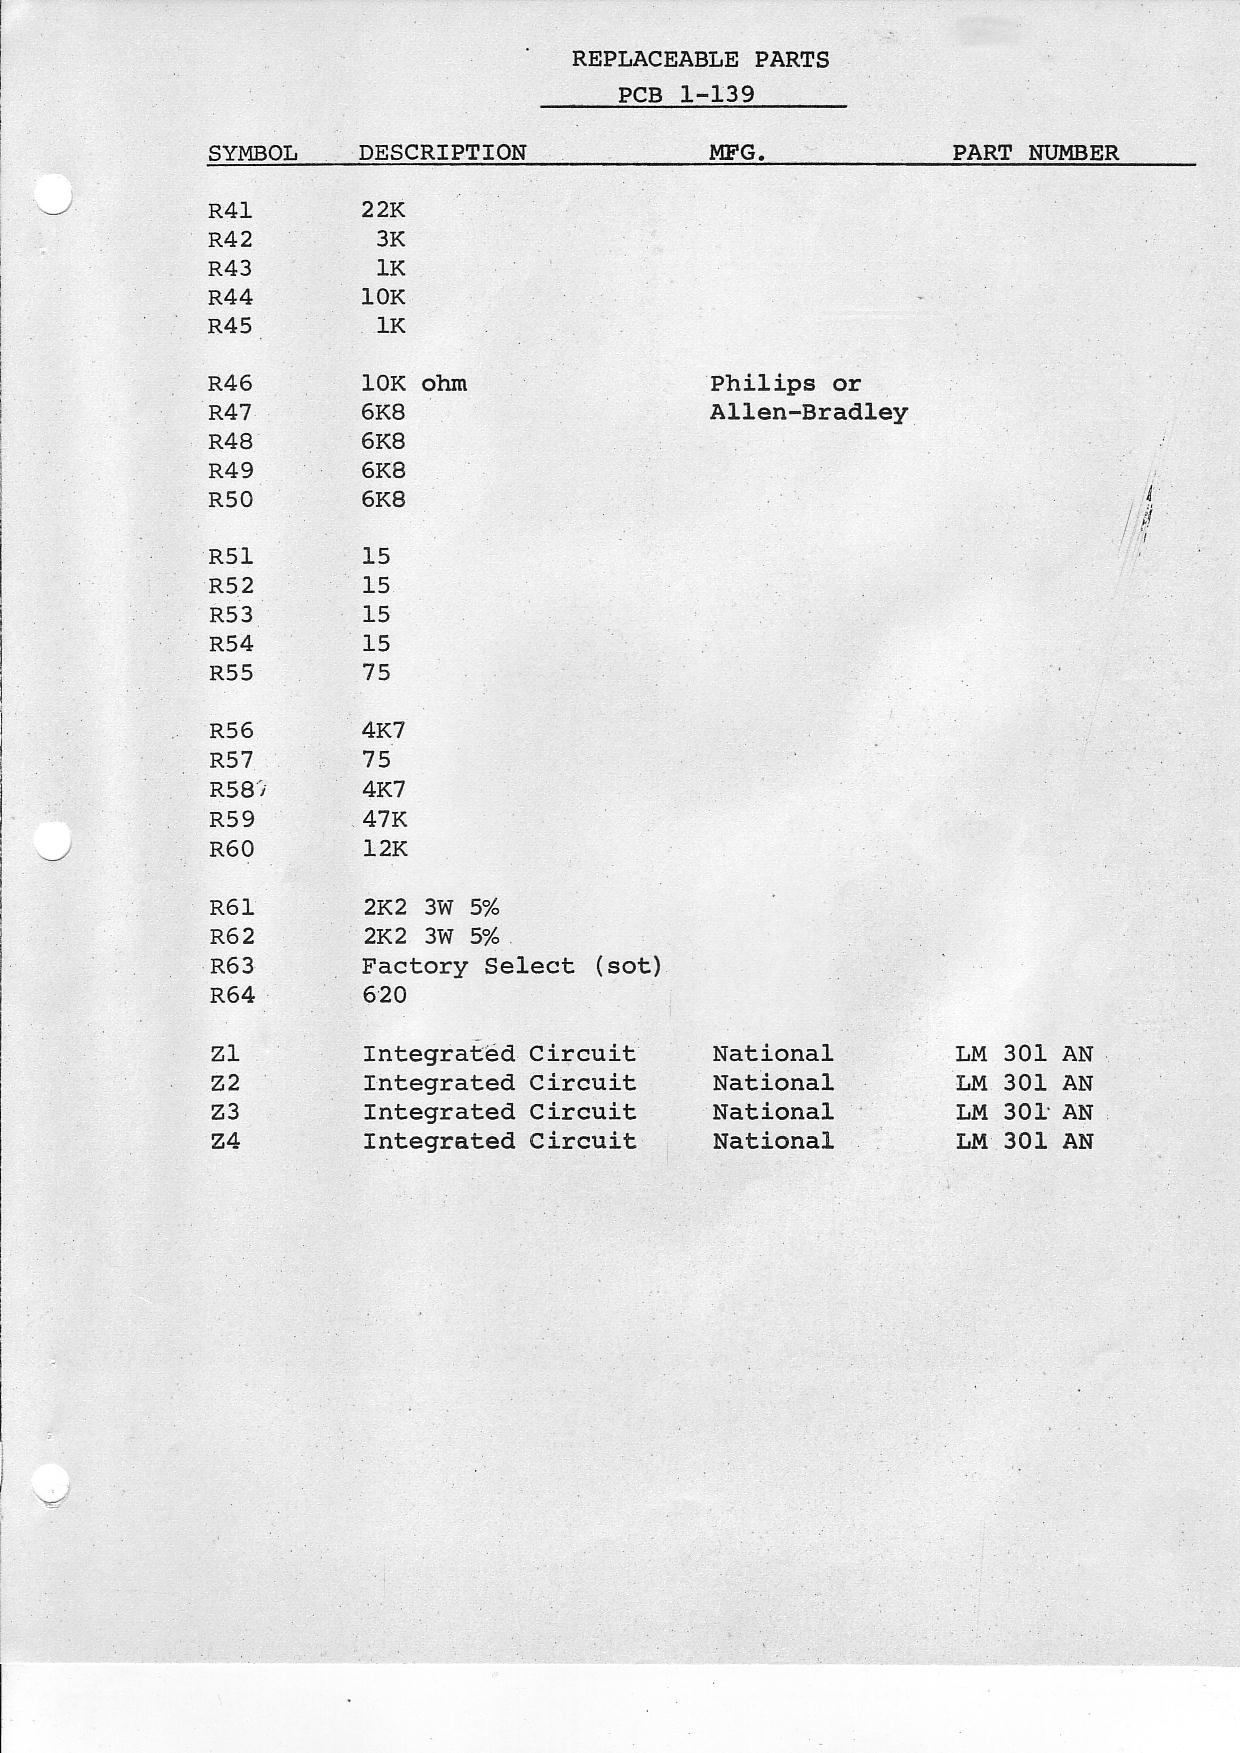 REPLACEABLE PARTS
PCB 1-139
SYMBOL DESCRIPTION MFG. PART NUMBER
R41 22K
R42 3K
R43 1K
R44 10K
R45 1K
R46 10K ohm Philips or
R47 6K8 Allen-Bradley
R48 6K8
R49 6K8
R50 6K8
R51 15
R52 15
R53 15
R54 15
R55 75
R56 4K7
R57 75
R58 4K7
R59 47K
R60 12K
R61 2K2 3W 5%
R62 2K2 3W 5%
R63 Factory Select (sot)
R64 620
Z1 Integrated Circuit National LM 301 AN
Z2 Integrated Circuit National LM 301 AN
Z3 Integrated Circuit National LM 301 AN
Z4 Integrated Circuit National LM 301 AN